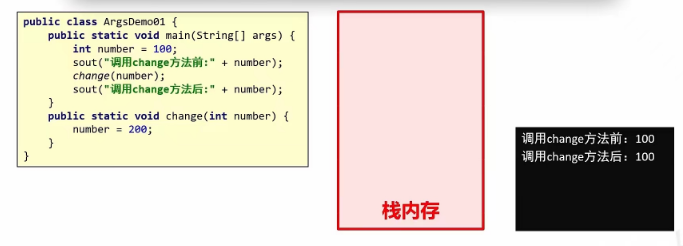 public class ArgsDemo01 {
public static void main(String[] args) {
int number = 100;
sout("调用change方法前:" + number);
change(number);
sout("调用change方法后:" + number);
}
public static void change(int number) {
number = 200;
}
}
栈内存
调用change方法前: 100
调用change方法后: 100